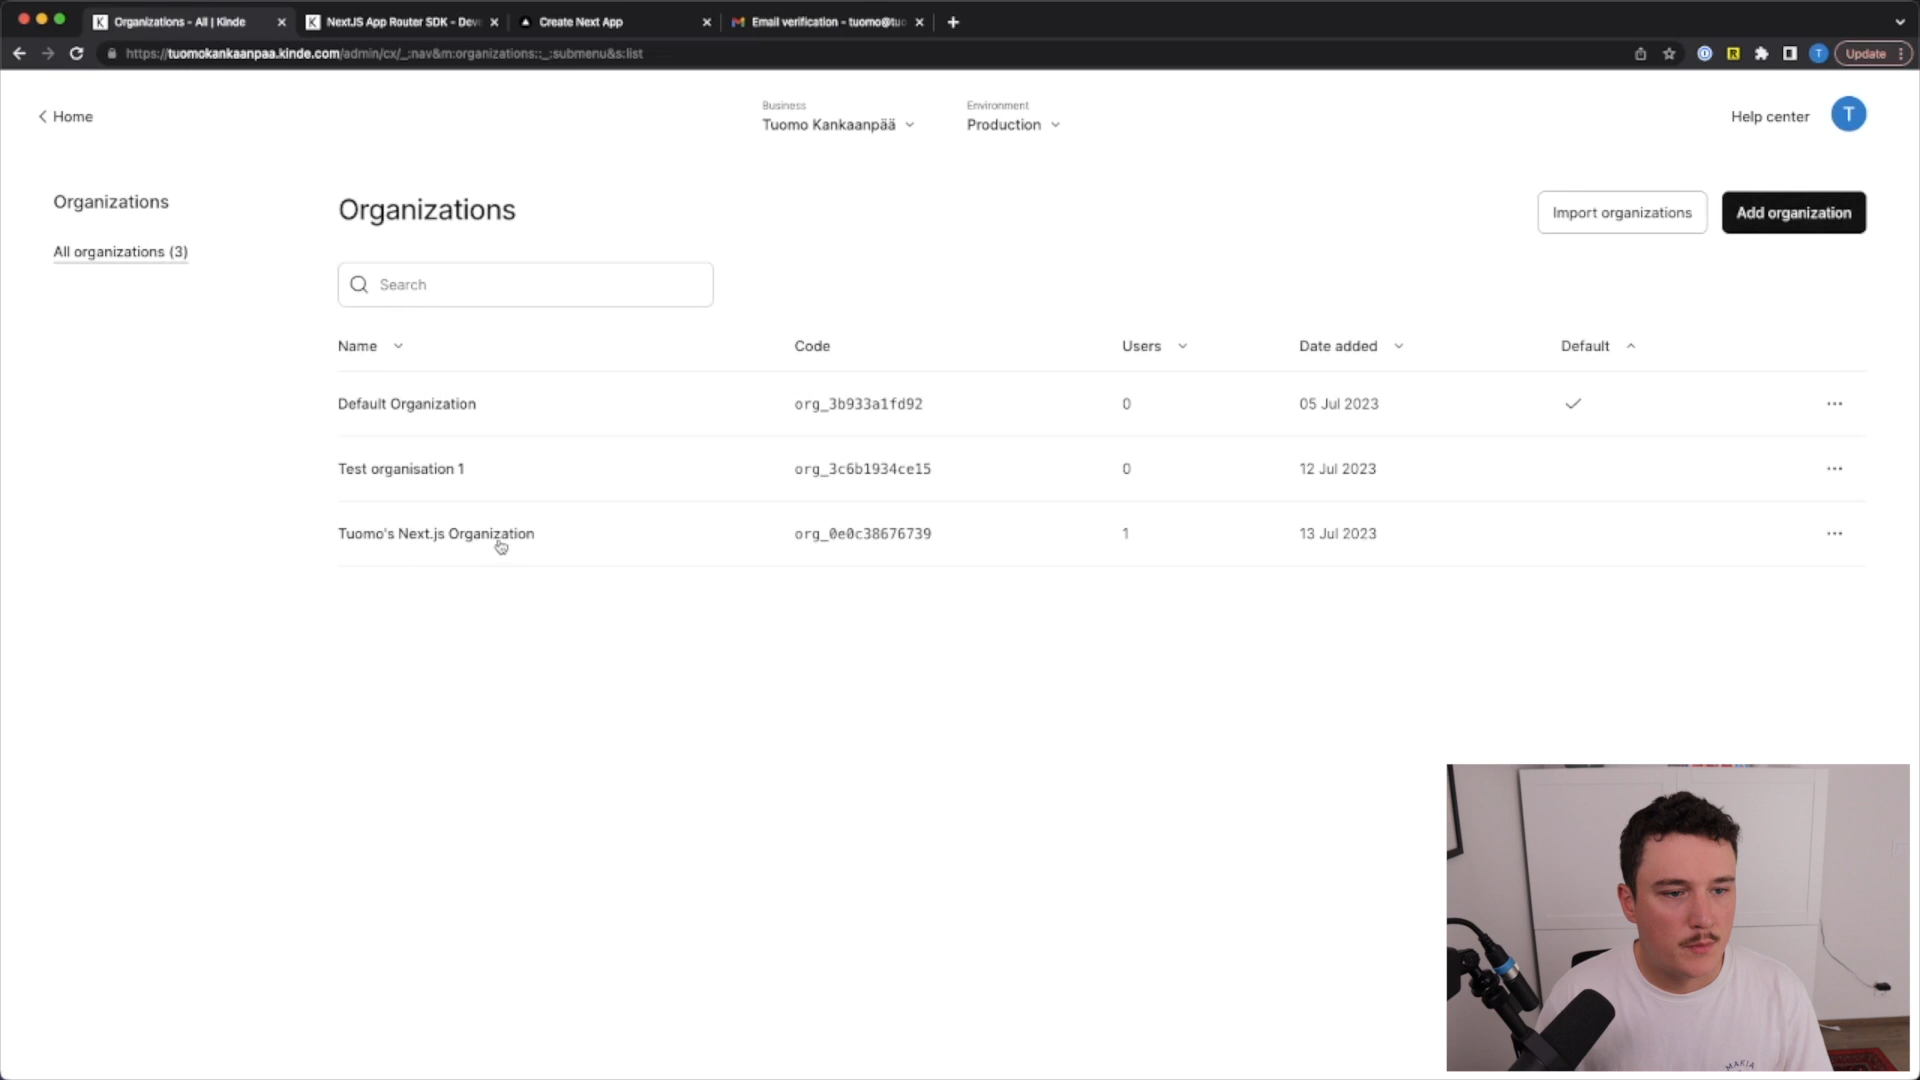 Organizations - All | Kinde
NextJS App Router SDK - Dev
Create Next App
Email verification - tuomo@tuo
https://tuomokankaanpaa.kinde.com/admin/cx/_:nav&m:organizations::_:submenu&s:list
Update
Home
Business
Tuomo Kankaanpää
Environment
Production
Help center
T
Organizations
All organizations (3)
Organizations
Import organizations
Add organization
Search
Name Code Users Date added Default
Default Organization org_3b933a1fd92 0 05 Jul 2023
Test organisation 1 org_3c6b1934ce15 0 12 Jul 2023
Tuomo's Next.js Organization org_0e0c38676739 1 13 Jul 2023
MAKIA